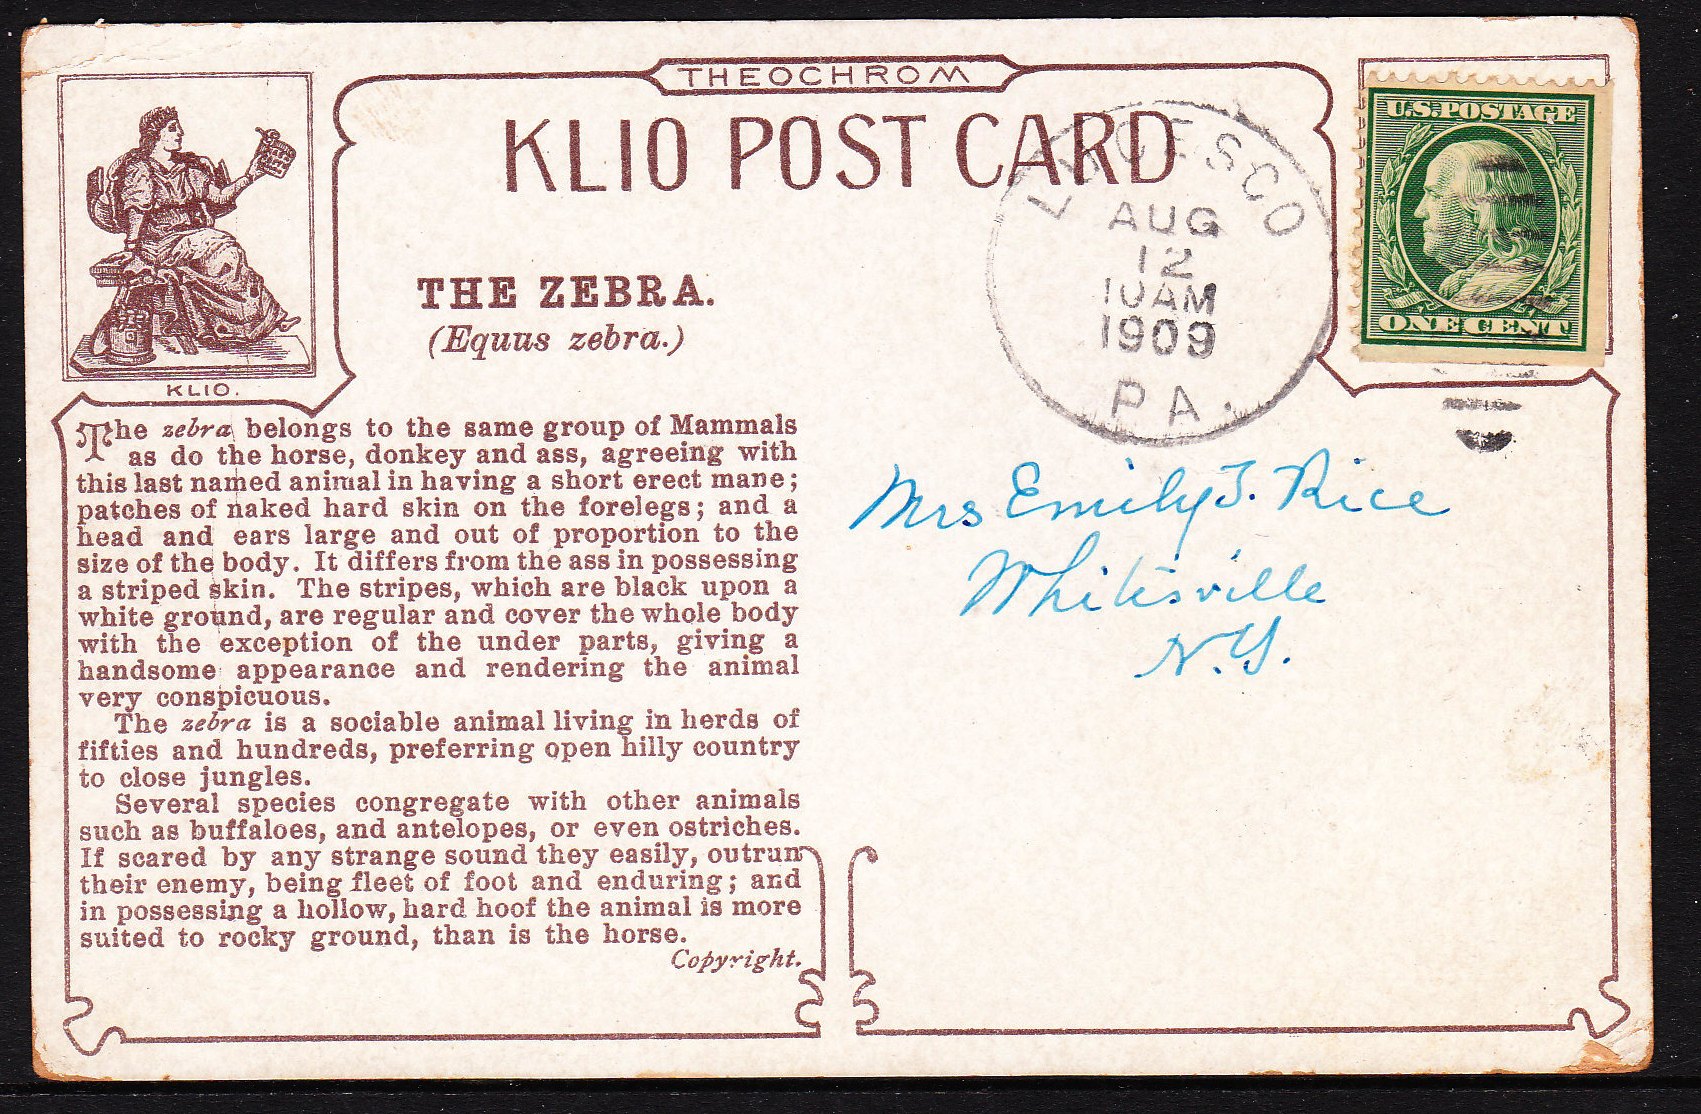 THEOCHROM
KLIO POST CARD
U.S. POSTAGE
ONE CENT
AUG
12
10 AM
1909
PA.
KLIO.
THE ZEBRA.
(Equus zebra.)
The zebra belongs to the same group of Mammals
as do the horse, donkey and ass, agreeing with
this last named animal in having a short erect mane;
patches of naked hard skin on the forelegs; and a
head and ears large and out of proportion to the
size of the body. It differs from the ass in possessing
a striped skin. The stripes, which are black upon a
white ground, are regular and cover the whole body
with the exception of the under parts, giving a
handsome appearance and rendering the animal
very conspicuous.
The zebra is a sociable animal living in herds of
fifties and hundreds, preferring open hilly country
to close jungles.
Several species congregate with other animals
such as buffaloes, and antelopes, or even ostriches.
If scared by any strange sound they easily, outrun
their enemy, being fleet of foot and enduring; and
in possessing a hollow, hard hoof the animal is more
suited to rocky ground, than is the horse.
Copyright.
Mrs Emily T. Rice
Whitesville
N.Y.